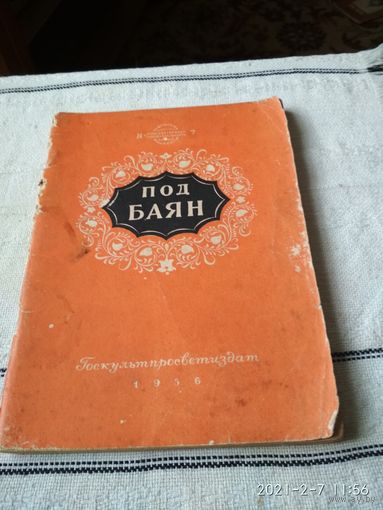 № 7
ПОД
БАЯН
Госкультпросветиздат
1956
2021-2-7 11:56